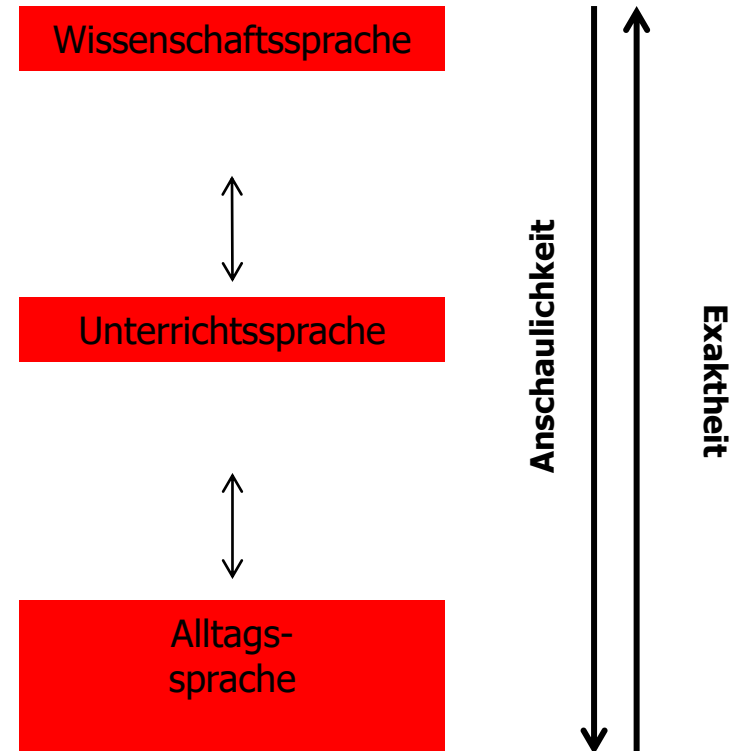 Wissenschaftssprache
Unterrichtssprache
Alltags-
sprache
Anschaulichkeit
Exaktheit